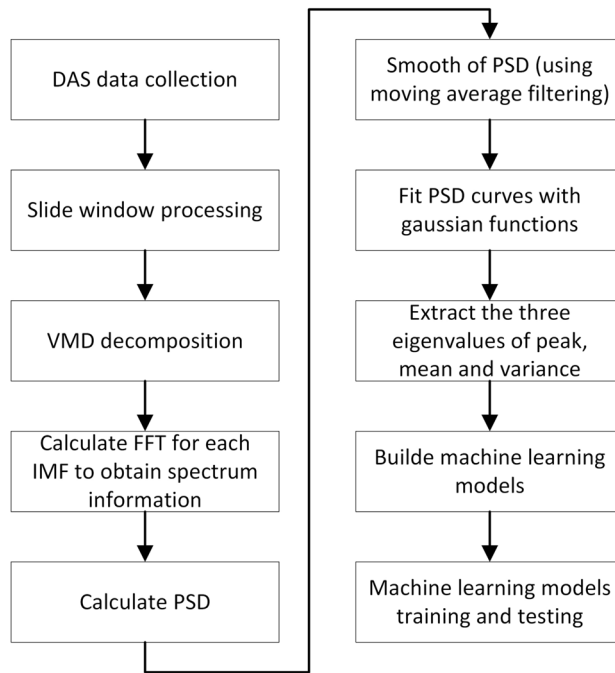 DAS data collection
Slide window processing
VMD decomposition
Calculate FFT for each
IMF to obtain spectrum
information
Calculate PSD
Smooth of PSD (using
moving average filtering)
Fit PSD curves with
gaussian functions
Extract the three
eigenvalues of peak,
mean and variance
Builde machine learning
models
Machine learning models
training and testing